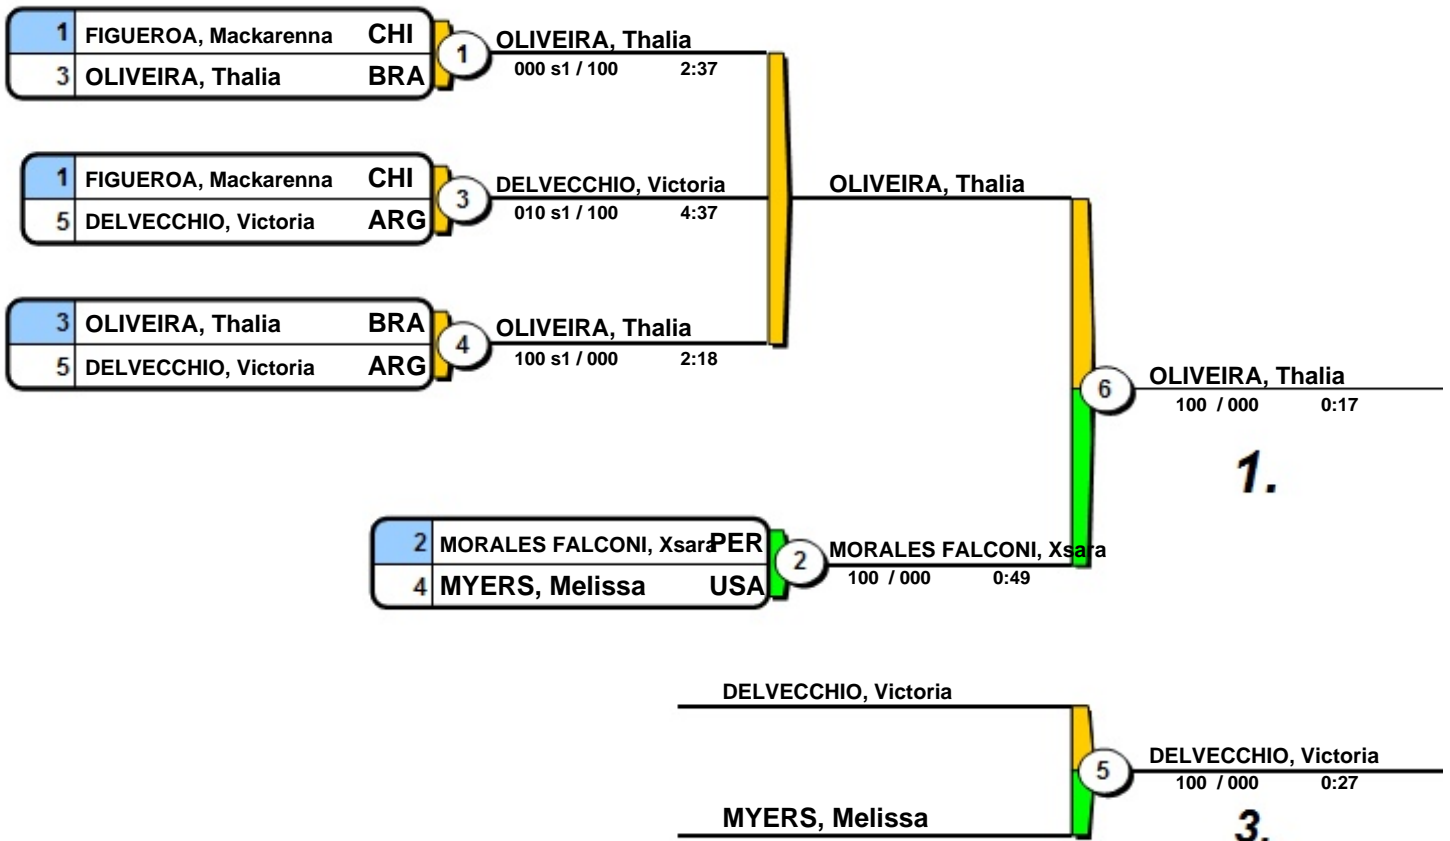 1 FIGUEROA, Mackarenna CHI
3 OLIVEIRA, Thalia BRA
1
OLIVEIRA, Thalia
000 s1 / 100 2:37
1 FIGUEROA, Mackarenna CHI
5 DELVECCHIO, Victoria ARG
3
DELVECCHIO, Victoria
010 s1 / 100 4:37
OLIVEIRA, Thalia
3 OLIVEIRA, Thalia BRA
5 DELVECCHIO, Victoria ARG
4
OLIVEIRA, Thalia
100 s1 / 000 2:18
6
OLIVEIRA, Thalia
100 / 000 0:17
1.
2 MORALES FALCONI, Xsara PER
4 MYERS, Melissa USA
2
MORALES FALCONI, Xsara
100 / 000 0:49
DELVECCHIO, Victoria
MYERS, Melissa
5
DELVECCHIO, Victoria
100 / 000 0:27
3.